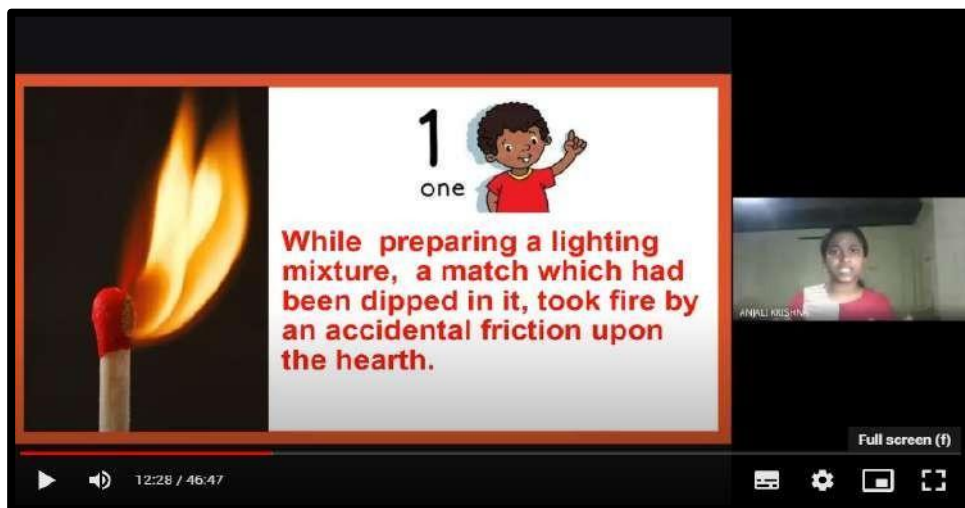 1
one
While preparing a lighting
mixture, a match which had
been dipped in it, took fire by
an accidental friction upon
the hearth.
ANJALI KRISHNA
Full screen (f)
12:28 / 46:47